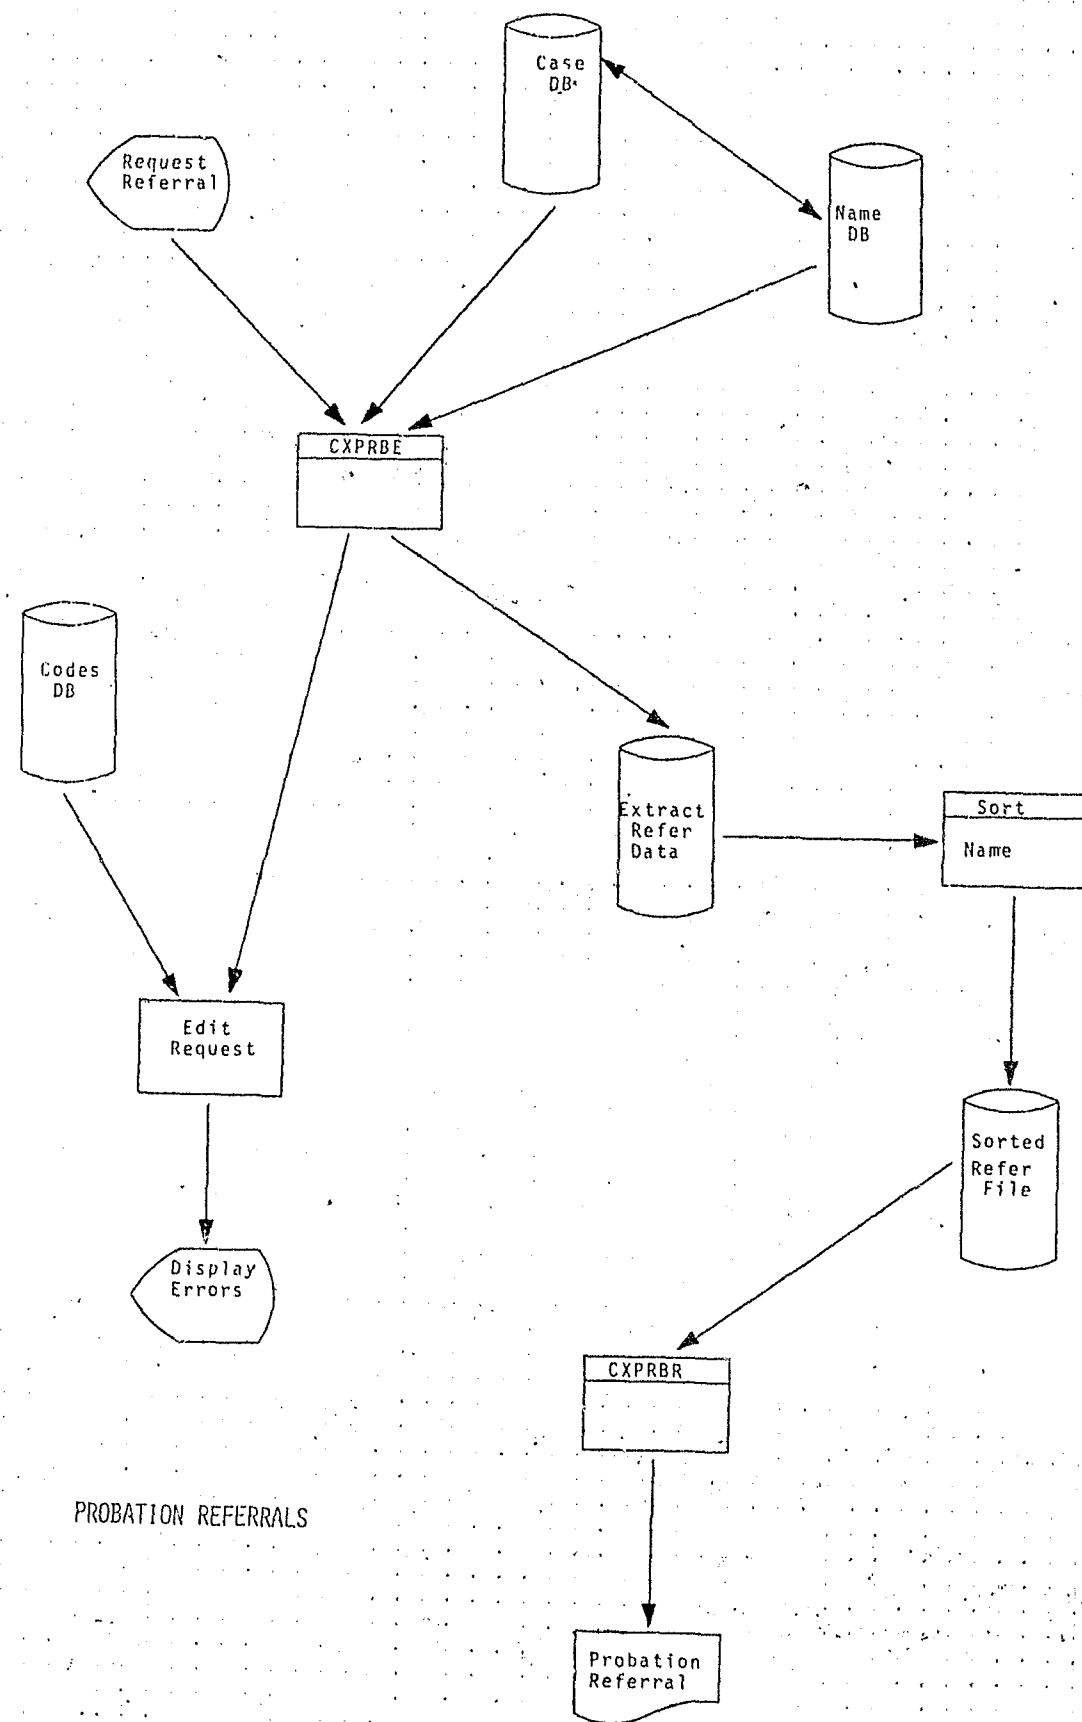 Case
DB
Request
Referral
Name
DB
CXPRBE
Codes
DB
Extract
Refer
Data
Sort
Name
Edit
Request
Sorted
Refer
File
Display
Errors
CXPRBR
PROBATION REFERRALS
Probation
Referral